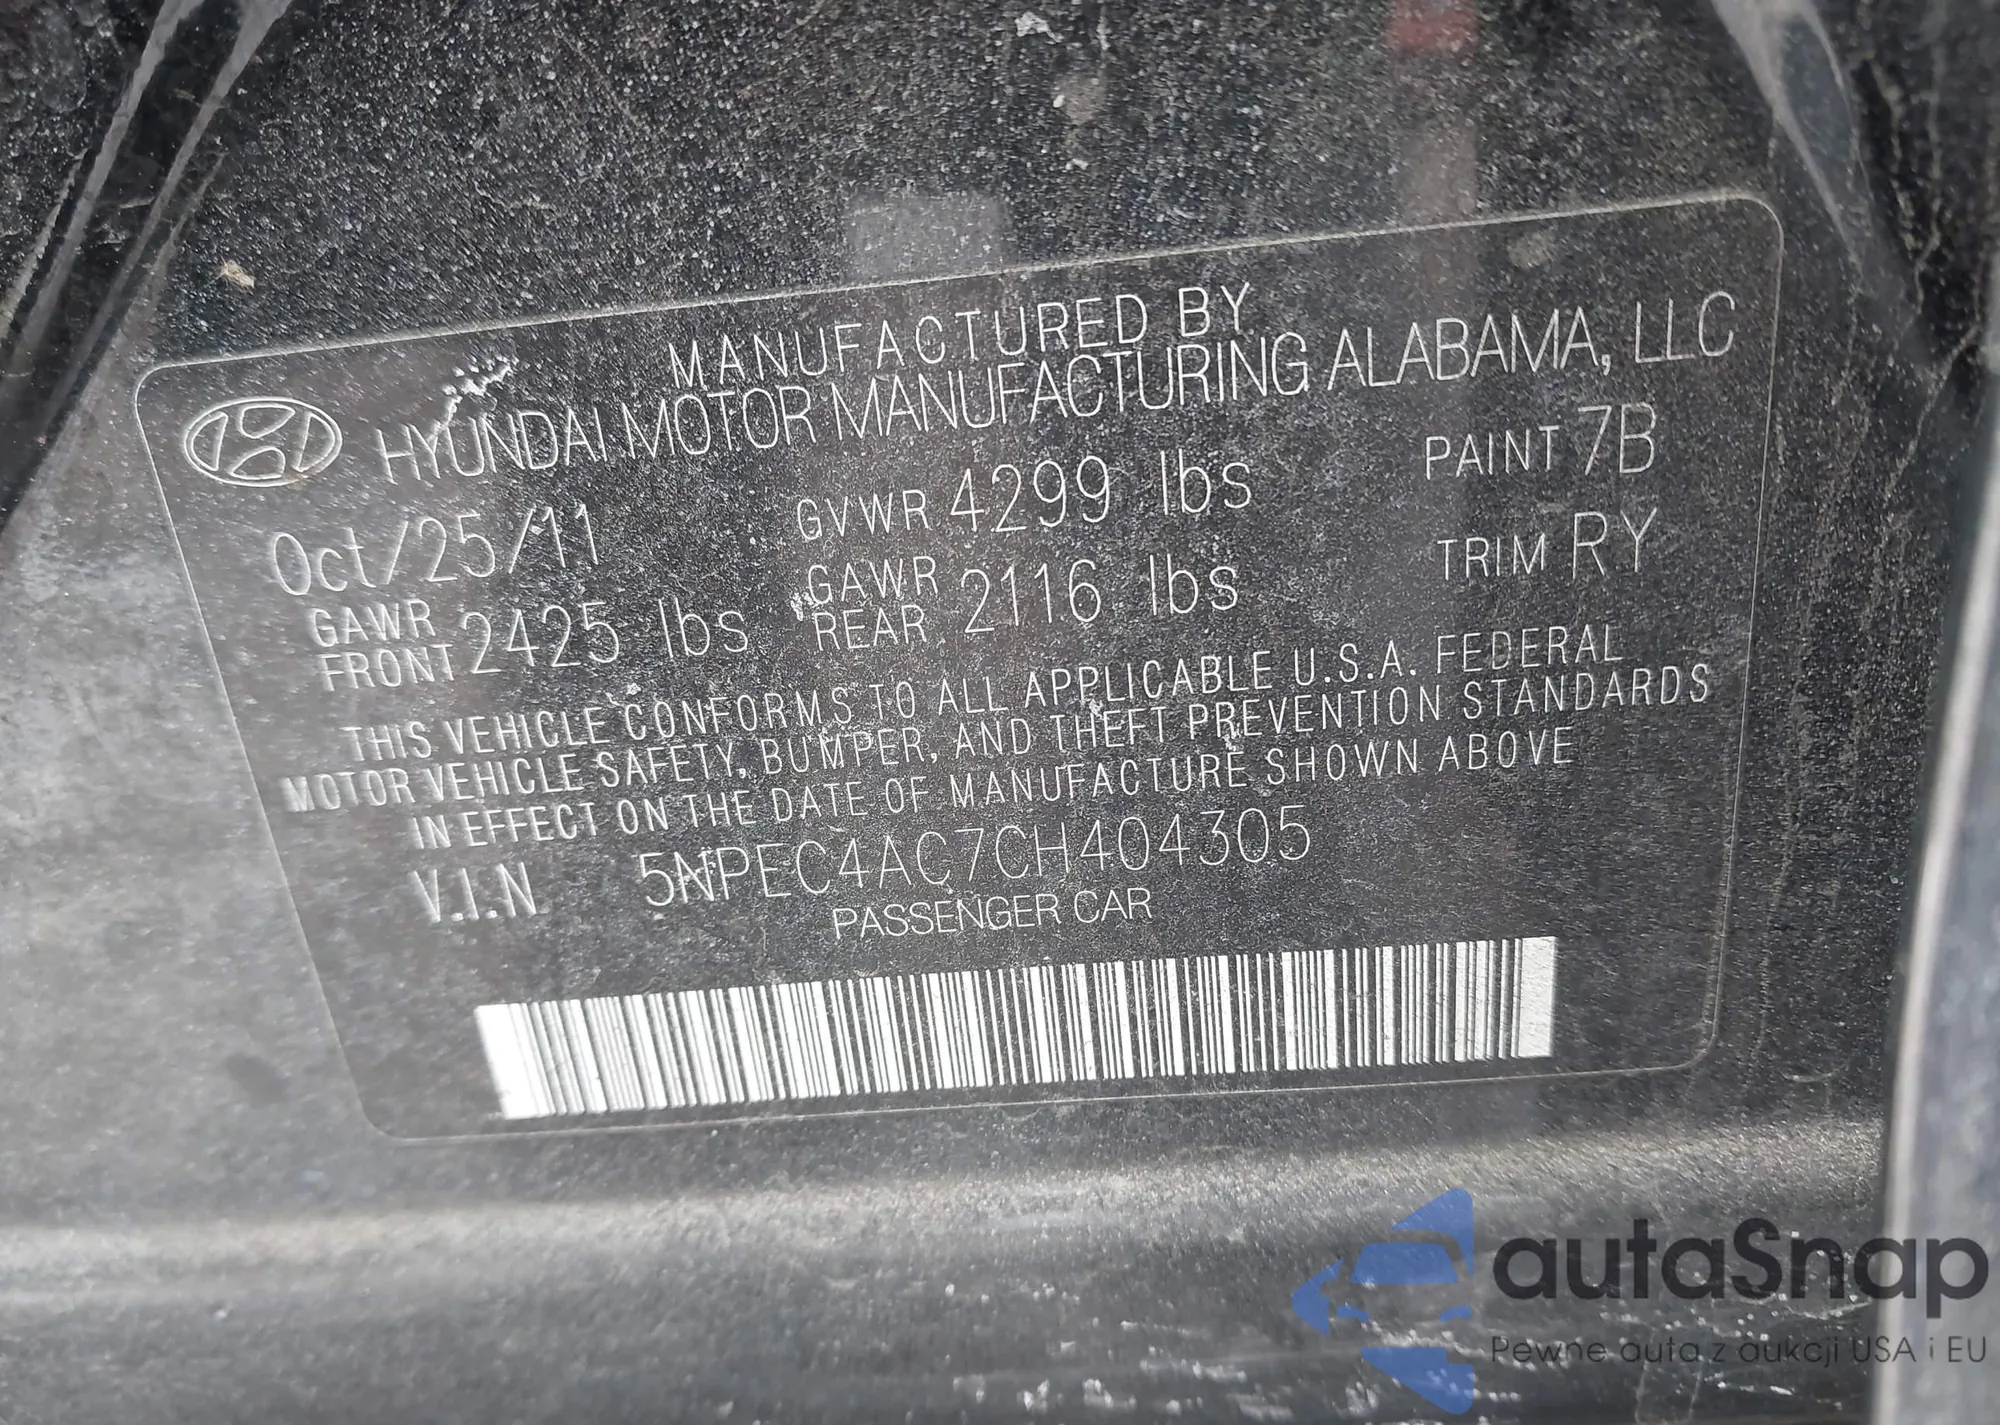 MANUFACTURED BY
HYUNDAI MOTOR MANUFACTURING ALABAMA, LLC
Oct/25/11 GVWR 4299 lbs PAINT 7B
GAWR FRONT 2425 lbs GAWR REAR 2116 lbs TRIM RY
THIS VEHICLE CONFORMS TO ALL APPLICABLE U.S.A. FEDERAL
MOTOR VEHICLE SAFETY, BUMPER, AND THEFT PREVENTION STANDARDS
IN EFFECT ON THE DATE OF MANUFACTURE SHOWN ABOVE
V.I.N. 5NPEC4AC7CH404305
PASSENGER CAR
autaSnap
Pewne auta z aukcji USA i EU